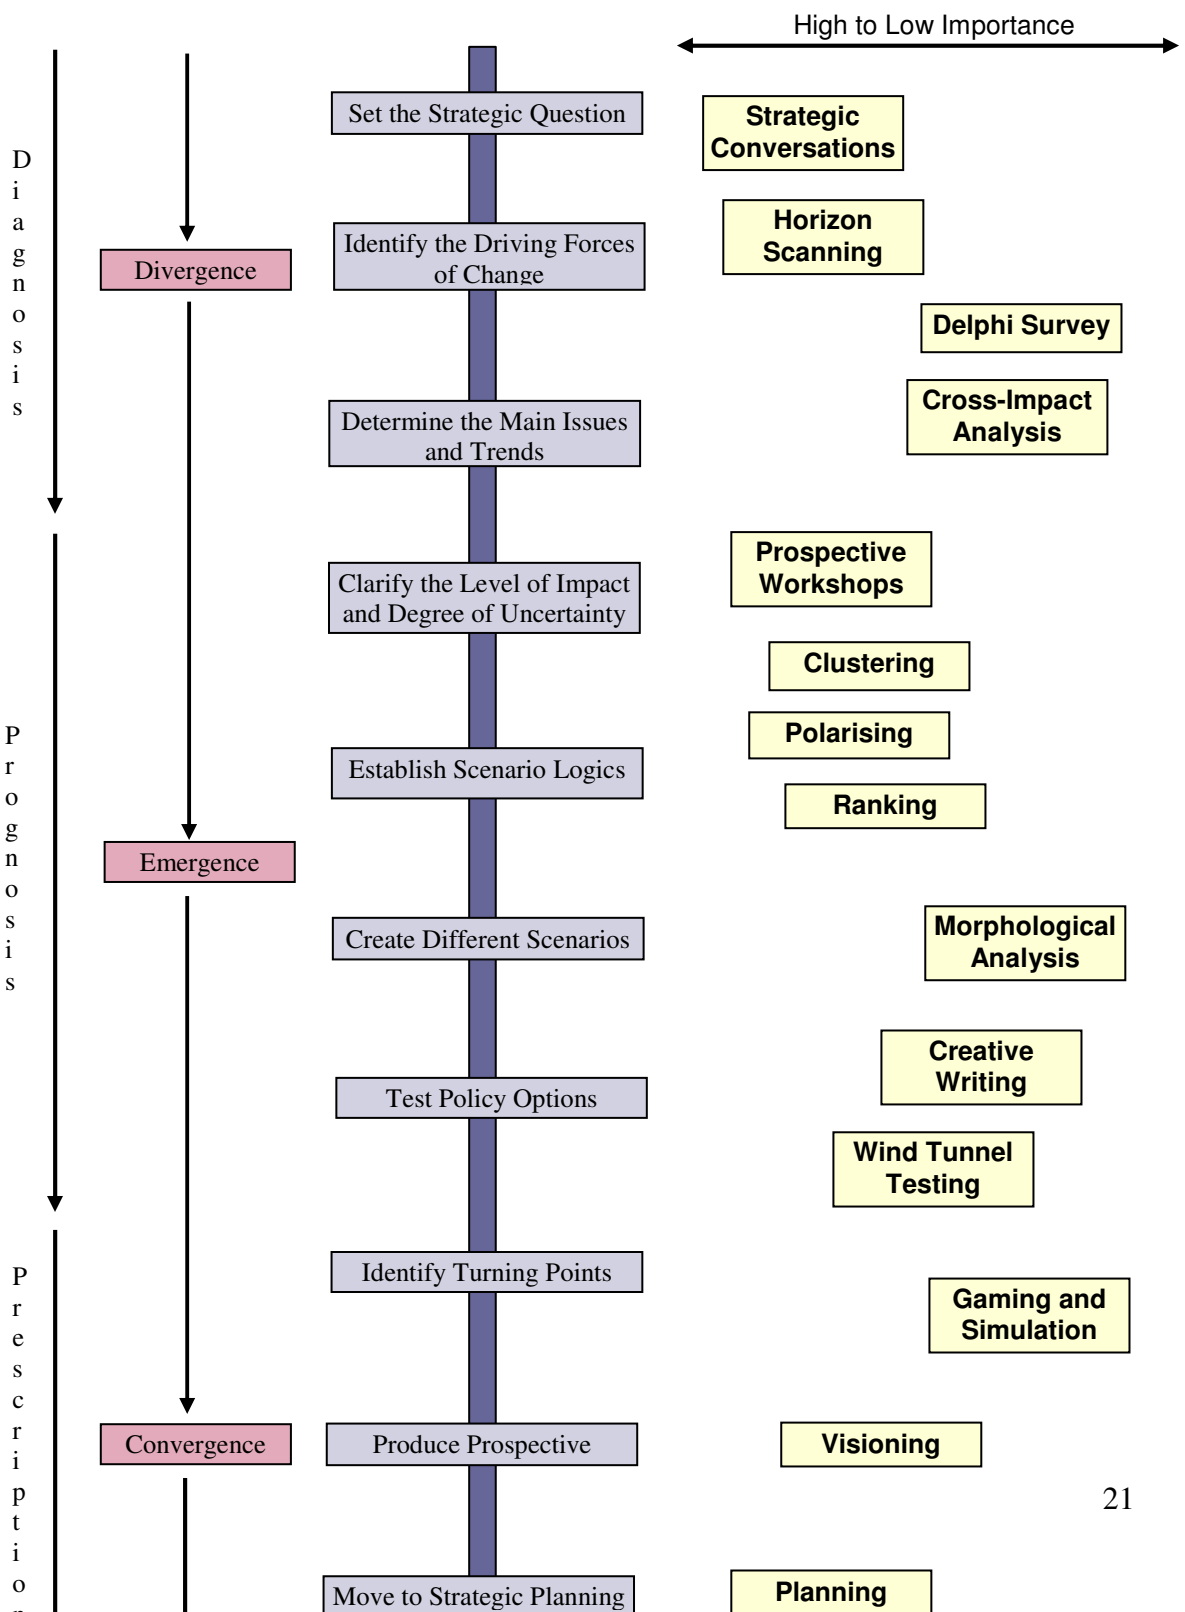 High to Low Importance
Set the Strategic Question
Strategic
Conversations
Diagnosis
Identify the Driving Forces
of Change
Horizon
Scanning
Divergence
Delphi Survey
Determine the Main Issues
and Trends
Cross-Impact
Analysis
Clarify the Level of Impact
and Degree of Uncertainty
Prospective
Workshops
Clustering
Prognosis
Polarising
Establish Scenario Logics
Ranking
Emergence
Create Different Scenarios
Morphological
Analysis
Creative
Writing
Test Policy Options
Wind Tunnel
Testing
Identify Turning Points
Prescription
Gaming and
Simulation
Convergence
Produce Prospective
Visioning
21
Move to Strategic Planning
Planning